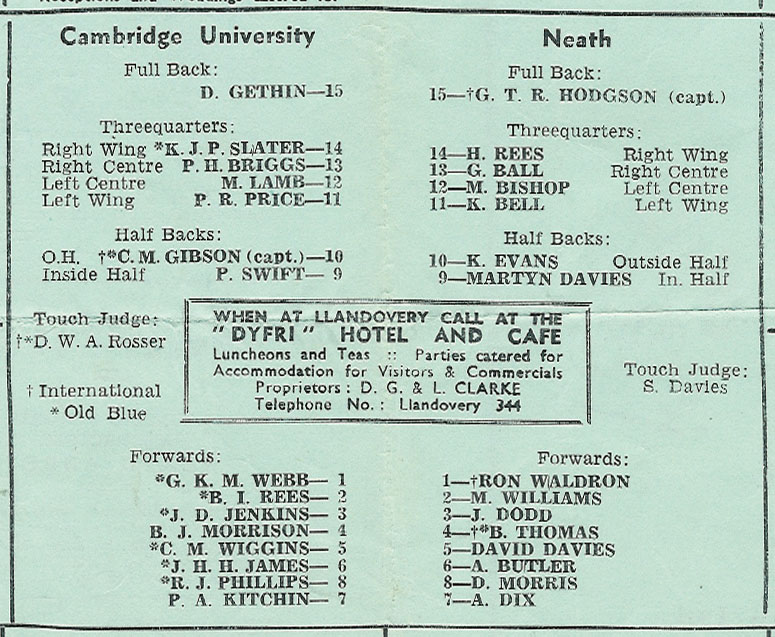 Cambridge University
Full Back:
D. GETHIN—15
Threequarters:
Right Wing *K. J. P. SLATER—14
Right Centre P. H. BRIGGS—13
Left Centre M. LAMB—12
Left Wing P. R. PRICE—11
Half Backs:
O.H. †*C. M. GIBSON (capt.)—10
Inside Half P. SWIFT— 9
Touch Judge:
†*D. W. A. Rosser
† International
* Old Blue
Forwards:
*G. K. M. WEBB— 1
*B. I. REES— 2
*J. D. JENKINS— 3
B. J. MORRISON— 4
*C. M. WIGGINS— 5
*J. H. H. JAMES— 6
*R. J. PHILLIPS— 8
P. A. KITCHIN— 7
WHEN AT LLANDOVERY CALL AT THE
"DYFRI" HOTEL AND CAFE
Luncheons and Teas :: Parties catered for
Accommodation for Visitors & Commercials
Proprietors : D. G. & L. CLARKE
Telephone No. : Llandovery 344
Neath
Full Back:
15—†G. T. R. HODGSON (capt.)
Threequarters:
14—H. REES Right Wing
13—G. BALL Right Centre
12—M. BISHOP Left Centre
11—K. BELL Left Wing
Half Backs:
10—K. EVANS Outside Half
9—MARTYN DAVIES In. Half
Touch Judge:
S. Davies
Forwards:
1—†RON WALDRON
2—M. WILLIAMS
3—J. DODD
4—†*B. THOMAS
5—DAVID DAVIES
6—A. BUTLER
8—D. MORRIS
7—A. DIX